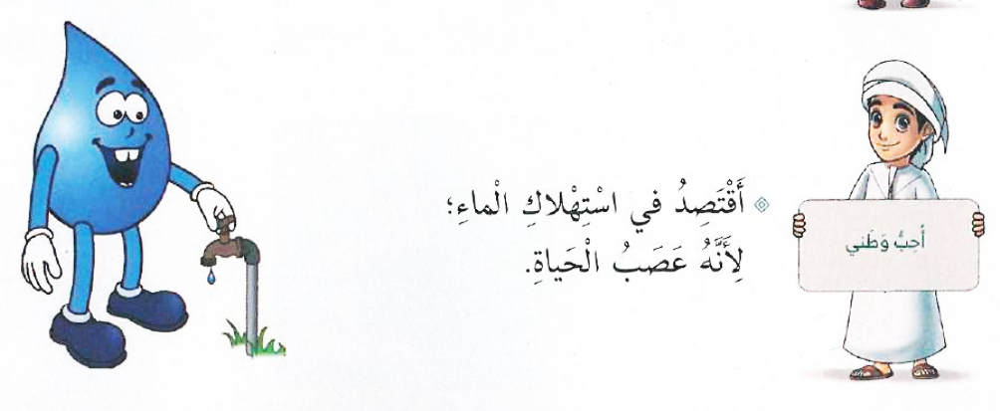 أَقْتَصِدُ في اسْتِهْلاكِ الْماءِ؛
لِأَنَّهُ عَصَبُ الْحَياةِ.
أُحِبُّ وَطَني